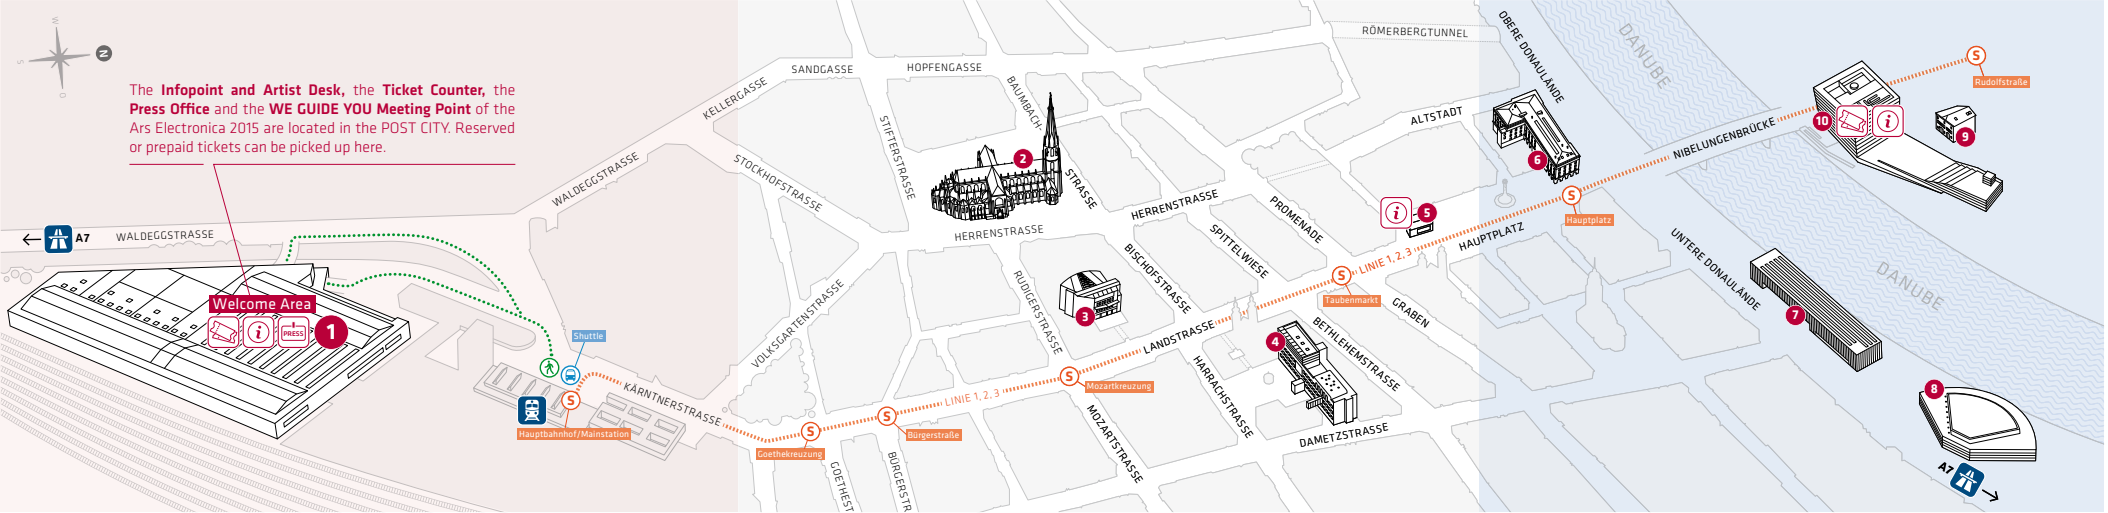 W
N
S
O
The Infopoint and Artist Desk, the Ticket Counter, the
Press Office and the WE GUIDE YOU Meeting Point of the
Ars Electronica 2015 are located in the POST CITY. Reserved
or prepaid tickets can be picked up here.
A7
WALDEGGSTRASSE
WALDEGGSTRASSE
KELLERGASSE
SANDGASSE
HOPFENGASSE
STIFTERSTRASSE
STOCKHOFSTRASSE
BAUMBACH-
STRASSE
HERRENSTRASSE
HERRENSTRASSE
RÖMERBERGTUNNEL
OBERE DONAULÄNDE
ALTSTADT
PROMENADE
SPITTELWIESE
BISCHOFSTRASSE
RUDIGERSTRASSE
VOLKSGARTENSTRASSE
KÄRNTNERSTRASSE
LANDSTRASSE
HARRACHSTRASSE
BETHLEHEMSTRASSE
GRABEN
HAUPTPLATZ
NIBELUNGENBRÜCKE
UNTERE DONAULÄNDE
DANUBE
DANUBE
MOZARTSTRASSE
DAMETZSTRASSE
GOETHEST
BÜRGERSTR
LINIE 1, 2, 3
LINIE 1, 2, 3
Welcome Area
i
PRESS
1
2
3
4
i
5
6
7
8
9
10
i
Shuttle
S
Hauptbahnhof/Mainstation
S
Goethekreuzung
S
Bürgerstraße
S
Mozartkreuzung
S
Taubenmarkt
S
Hauptplatz
S
Rudolfstraße
A7